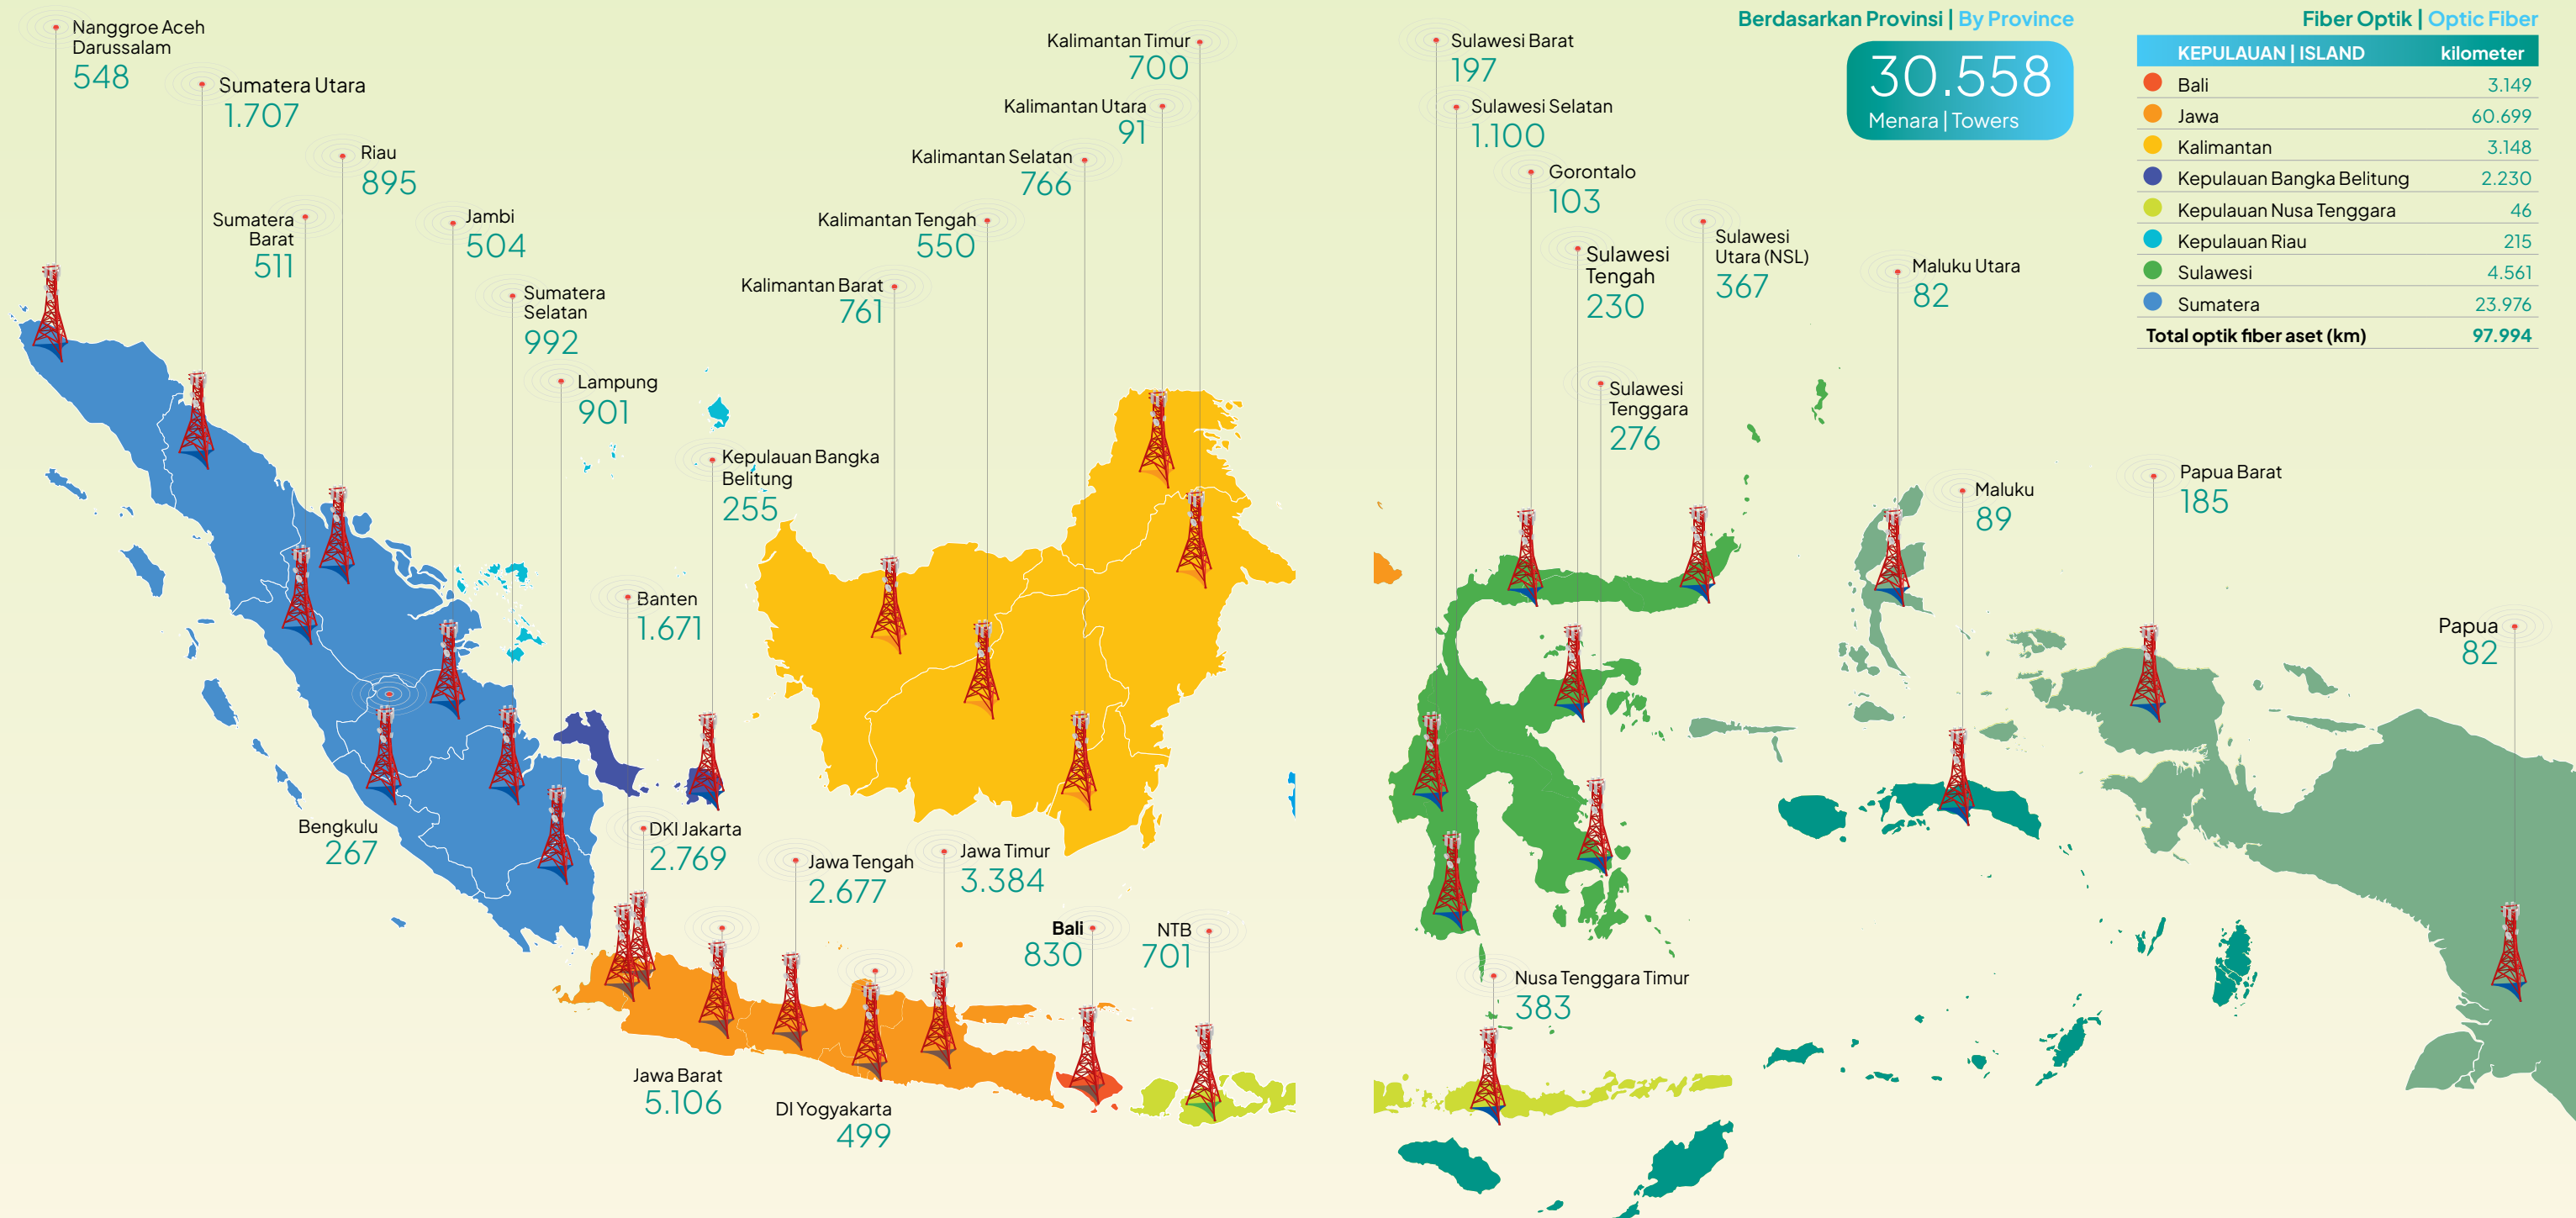 Nanggroe Aceh
Darussalam
548
Sumatera Utara
1.707
Riau
895
Sumatera
Barat
511
Jambi
504
Sumatera
Selatan
992
Lampung
901
Kepulauan Bangka
Belitung
255
Banten
1.671
Bengkulu
267
DKI Jakarta
2.769
Jawa Tengah
2.677
Jawa Timur
3.384
Jawa Barat
5.106
DI Yogyakarta
499
Bali
830
NTB
701
Kalimantan Timur
700
Kalimantan Utara
91
Kalimantan Selatan
766
Kalimantan Tengah
550
Kalimantan Barat
761
Sulawesi Barat
197
Sulawesi Selatan
1.100
Gorontalo
103
Sulawesi
Tengah
230
Sulawesi
Utara (NSL)
367
Sulawesi
Tenggara
276
Nusa Tenggara Timur
383
Maluku Utara
82
Maluku
89
Papua Barat
185
Papua
82
Berdasarkan Provinsi | By Province
30.558
Menara | Towers
Fiber Optik | Optic Fiber
KEPULAUAN | ISLAND kilometer
Bali 3.149
Jawa 60.699
Kalimantan 3.148
Kepulauan Bangka Belitung 2.230
Kepulauan Nusa Tenggara 46
Kepulauan Riau 215
Sulawesi 4.561
Sumatera 23.976
Total optik fiber aset (km) 97.994